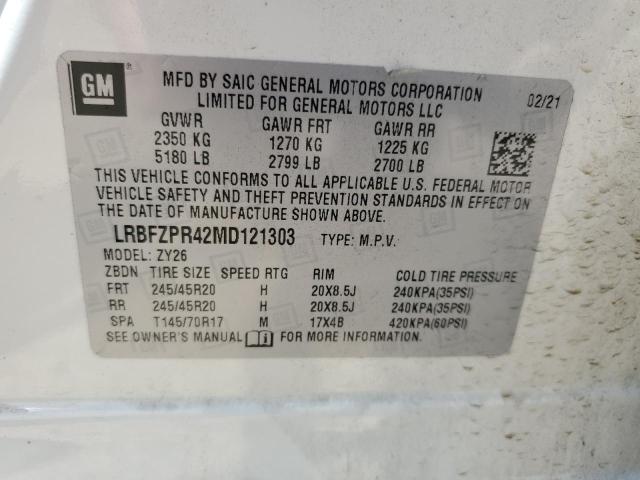 GM ®
MFD BY SAIC GENERAL MOTORS CORPORATION
LIMITED FOR GENERAL MOTORS LLC
02/21
GVWR GAWR FRT GAWR RR
2350 KG 1270 KG 1225 KG
5180 LB 2799 LB 2700 LB
THIS VEHICLE CONFORMS TO ALL APPLICABLE U.S. FEDERAL MOTOR
VEHICLE SAFETY AND THEFT PREVENTION STANDARDS IN EFFECT ON
THE DATE OF MANUFACTURE SHOWN ABOVE.
LRBFZPR42MD121303 TYPE: M.P.V.
MODEL: ZY26
ZBDN TIRE SIZE SPEED RTG RIM COLD TIRE PRESSURE
FRT 245/45R20 H 20X8.5J 240KPA(35PSI)
RR 245/45R20 H 20X8.5J 240KPA(35PSI)
SPA T145/70R17 M 17X4B 420KPA(60PSI)
SEE OWNER'S MANUAL FOR MORE INFORMATION.